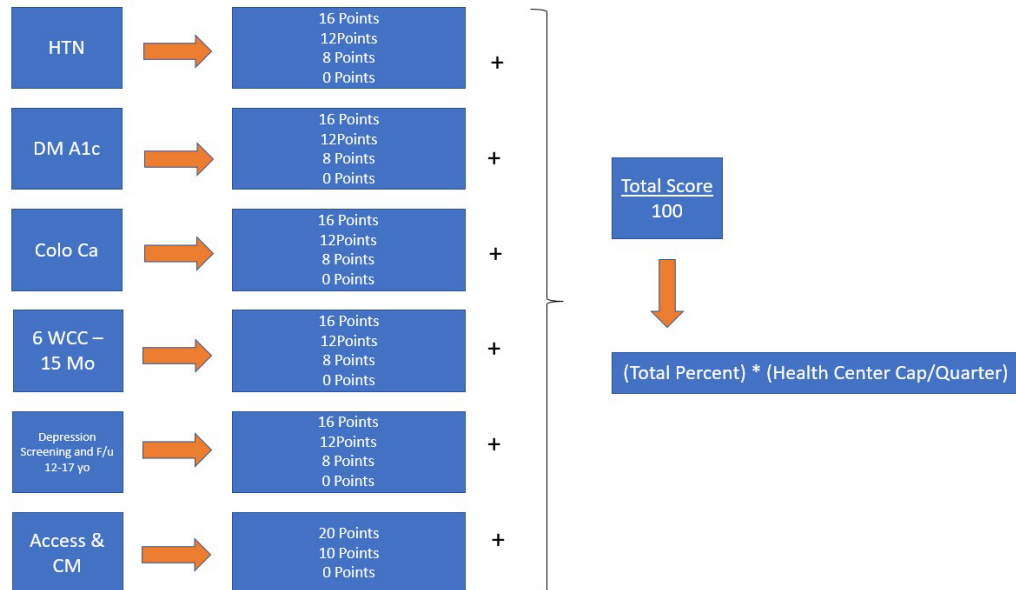 HTN
16 Points
12Points
8 Points
0 Points
+
DM A1c
16 Points
12Points
8 Points
0 Points
+
Colo Ca
16 Points
12Points
8 Points
0 Points
+
6 WCC –
15 Mo
16 Points
12Points
8 Points
0 Points
+
Depression
Screening and F/u
12-17 yo
16 Points
12Points
8 Points
0 Points
+
Access &
CM
20 Points
10 Points
0 Points
+
Total Score
100
(Total Percent) * (Health Center Cap/Quarter)